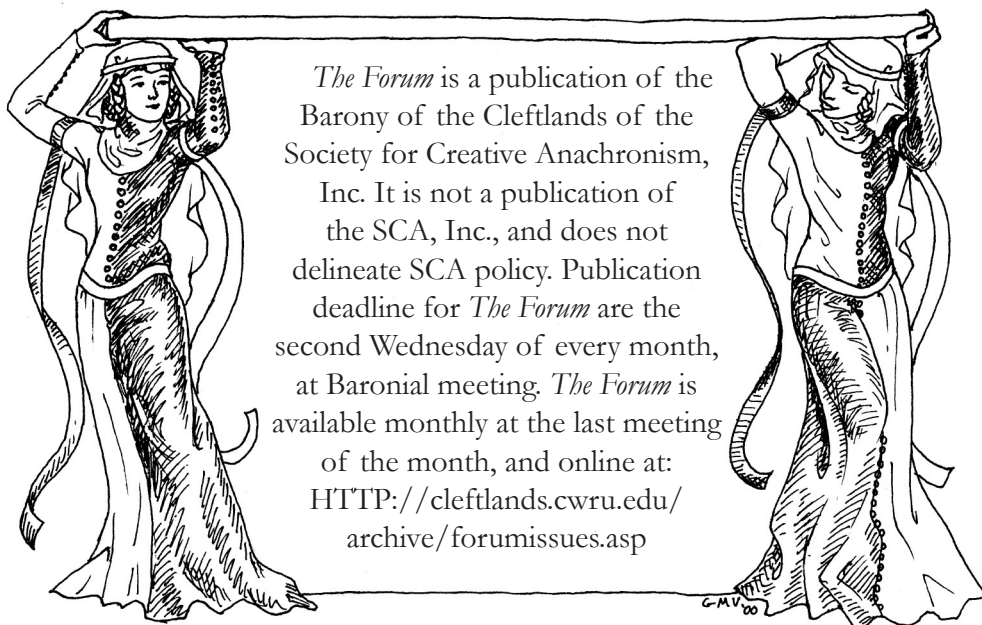 The Forum is a publication of the
Barony of the Cleftlands of the
Society for Creative Anachronism,
Inc. It is not a publication of
the SCA, Inc., and does not
delineate SCA policy. Publication
deadline for The Forum are the
second Wednesday of every month,
at Baronial meeting. The Forum is
available monthly at the last meeting
of the month, and online at:
HTTP://cleftlands.cwru.edu/
archive/forumissues.asp
GMV '00